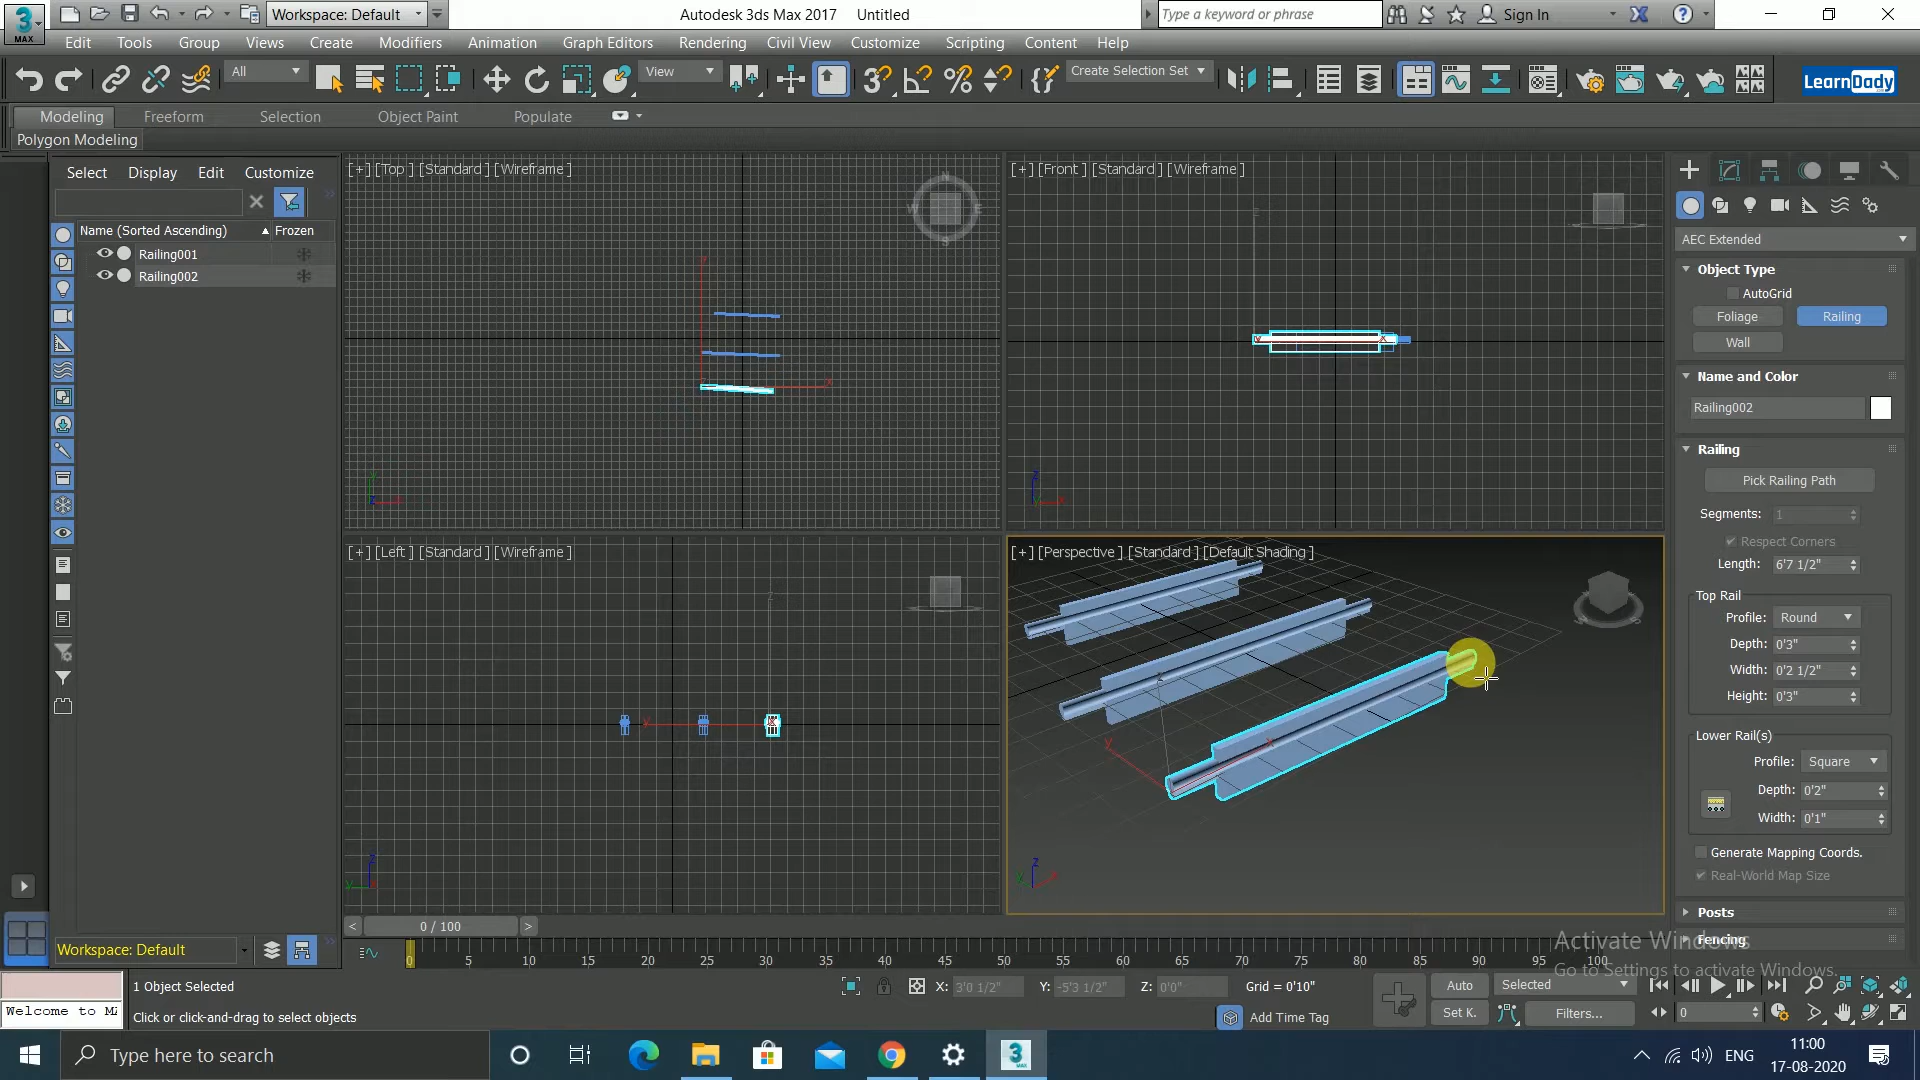 Workspace: Default
Autodesk 3ds Max 2017 Untitled
Type a keyword or phrase
Sign In
3
MAX
Edit Tools Group Views Create Modifiers Animation Graph Editors Rendering Civil View Customize Scripting Content Help
All
View
Create Selection Set
LearnDady
Modeling Freeform Selection Object Paint Populate
Polygon Modeling
Select Display Edit Customize
Name (Sorted Ascending) Frozen
Railing001
Railing002
[+] [Top] [Standard] [Wireframe]
[+] [Front] [Standard] [Wireframe]
[+] [Left] [Standard] [Wireframe]
[+] [Perspective] [Standard] [Default Shading]
AEC Extended
Object Type
AutoGrid
Foliage Railing
Wall
Name and Color
Railing002
Railing
Pick Railing Path
Segments: 1
Respect Corners
Length: 6'7 1/2"
Top Rail
Profile: Round
Depth: 0'3"
Width: 0'2 1/2"
Height: 0'3"
Lower Rail(s)
Profile: Square
Depth: 0'2"
Width: 0'1"
Generate Mapping Coords.
Real-World Map Size
Posts
Fencing
Activate Windows
Go to Settings to activate Windows.
0 / 100
Workspace: Default
0 5 10 15 20 25 30 35 40 45 50 55 60 65 70 75 80 85 90 95 100
1 Object Selected
X: 3'0 1/2" Y: -5'3 1/2" Z: 0'0" Grid = 0'10"
Auto Selected
Welcome to MA
Click or click-and-drag to select objects
Add Time Tag
Set K. Filters...
0
Type here to search
ENG
11:00
17-08-2020